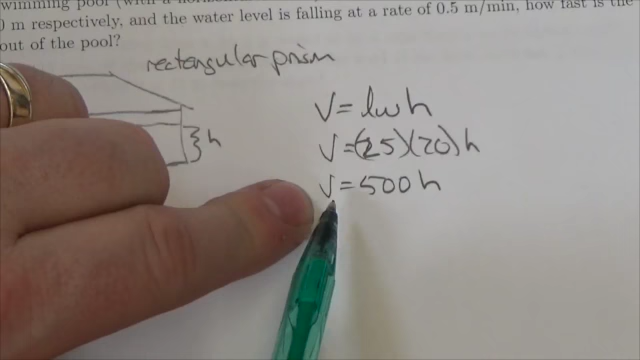 wimming pool (with a horizon
m respectively, and the water level is falling at a rate of 0.5 m/min, how fast is the
out of the pool?
rectangular prism
V = lwh
V = (25)(20)h
h
V = 500h